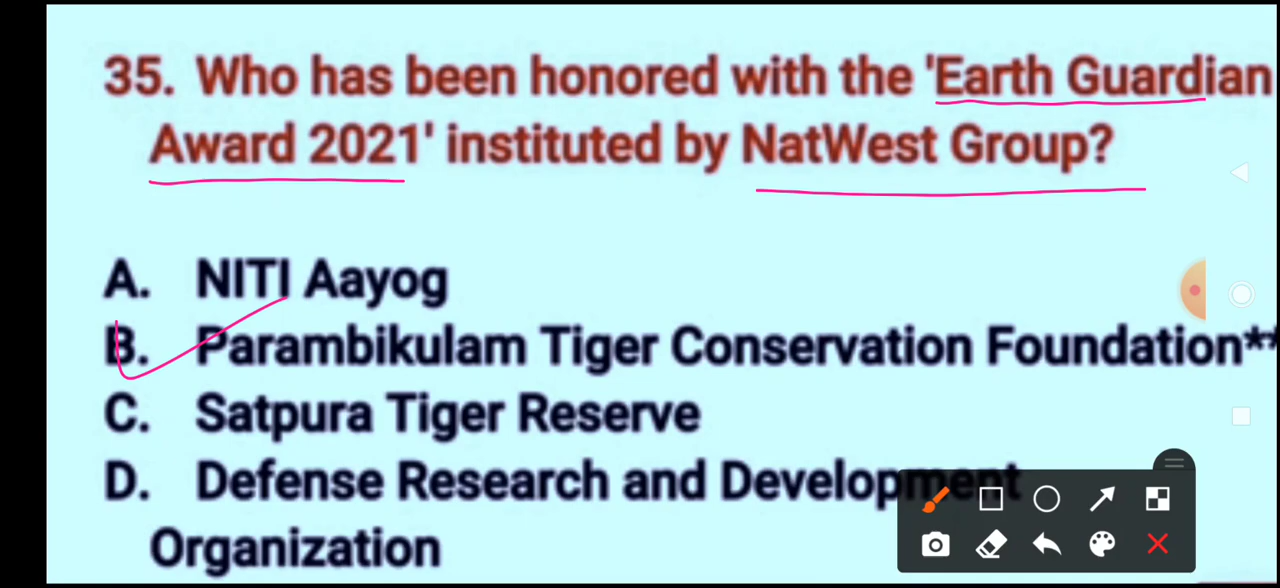 35. Who has been honored with the 'Earth Guardian
Award 2021' instituted by NatWest Group?
A. NITI Aayog
B. Parambikulam Tiger Conservation Foundation**
C. Satpura Tiger Reserve
D. Defense Research and Development
Organization